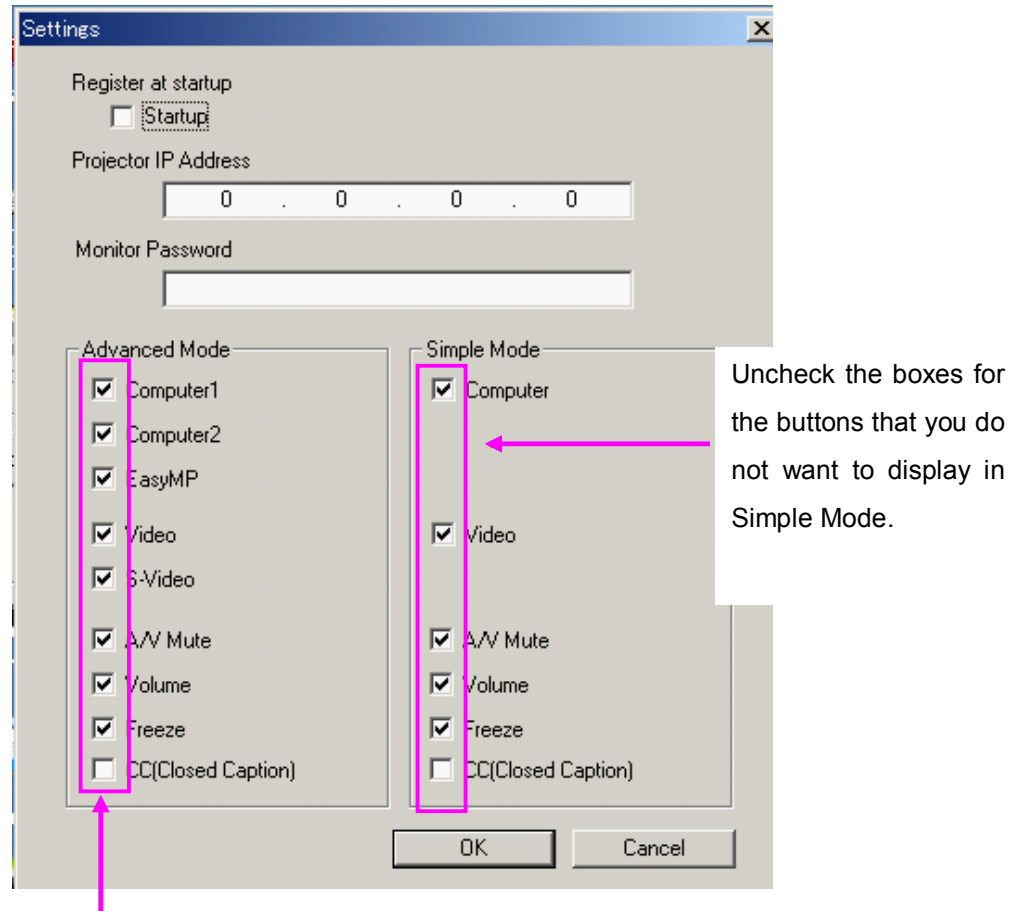 Settings
Register at startup
Startup
Projector IP Address
0 . 0 . 0 . 0
Monitor Password
Advanced Mode
Computer1
Computer2
EasyMP
Video
S-Video
A/V Mute
Volume
Freeze
CC(Closed Caption)
Simple Mode
Computer
Video
A/V Mute
Volume
Freeze
CC(Closed Caption)
Uncheck the boxes for
the buttons that you do
not want to display in
Simple Mode.
OK
Cancel